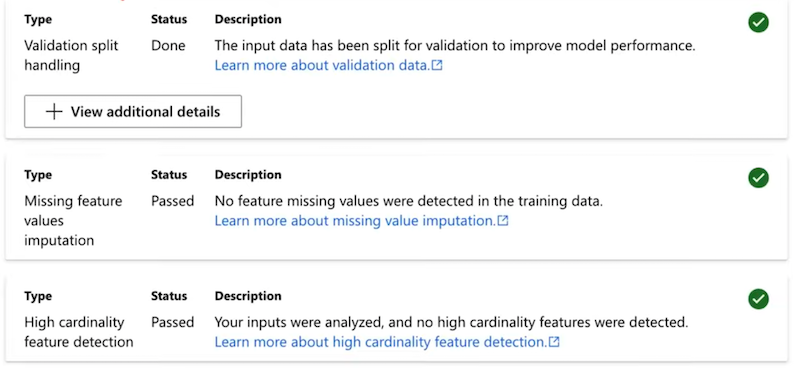 Type Status Description
Validation split Done The input data has been split for validation to improve model performance.
handling Learn more about validation data.
View additional details
Type Status Description
Missing feature Passed No feature missing values were detected in the training data.
values Learn more about missing value imputation.
imputation
Type Status Description
High cardinality Passed Your inputs were analyzed, and no high cardinality features were detected.
feature detection Learn more about high cardinality feature detection.